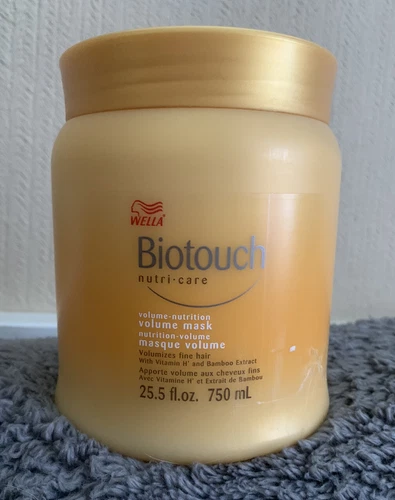 WELLA
Biotouch
nutri-care
volume-nutrition
volume mask
nutrition-volume
masque volume
Volumizes fine hair
With Vitamin H* and Bamboo Extract
Apporte volume aux cheveux fins
Avec Vitamine H* et Extrait de Bambou
25.5 fl.oz. 750 mL